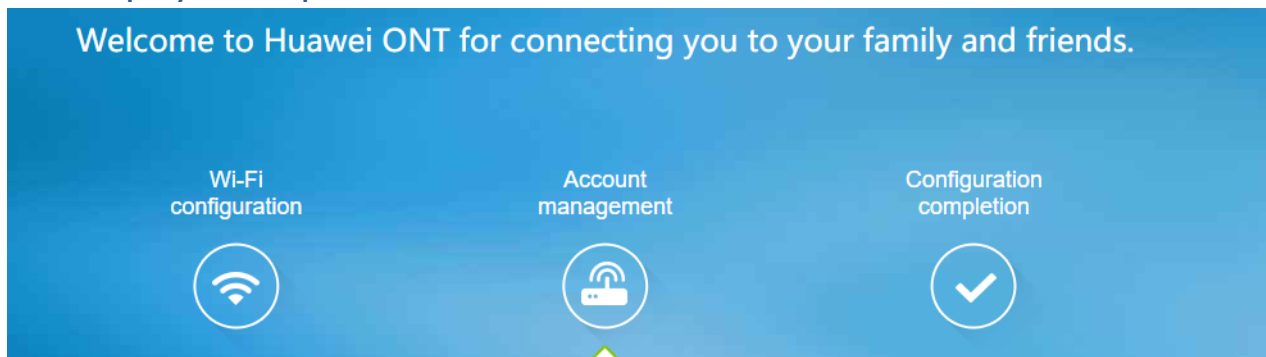 Welcome to Huawei ONT for connecting you to your family and friends.
Wi-Fi
configuration
Account
management
Configuration
completion